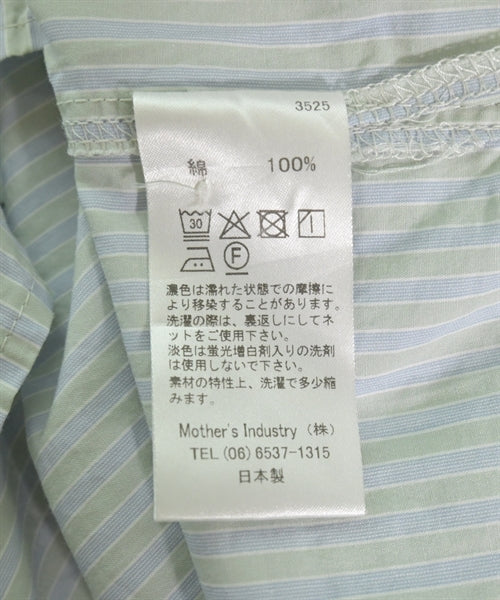 3525
綿 100%
30
F
濃色は濡れた状態での摩擦
により移染することがあります。
洗濯の際は、裏返しにしてネ
ットをご使用下さい。
淡色は蛍光増白剤入りの洗剤
は使用しないで下さい。
素材の特性上、洗濯で多少縮
みます。
Mother's Industry (株)
TEL (06) 6537-1315
日本製